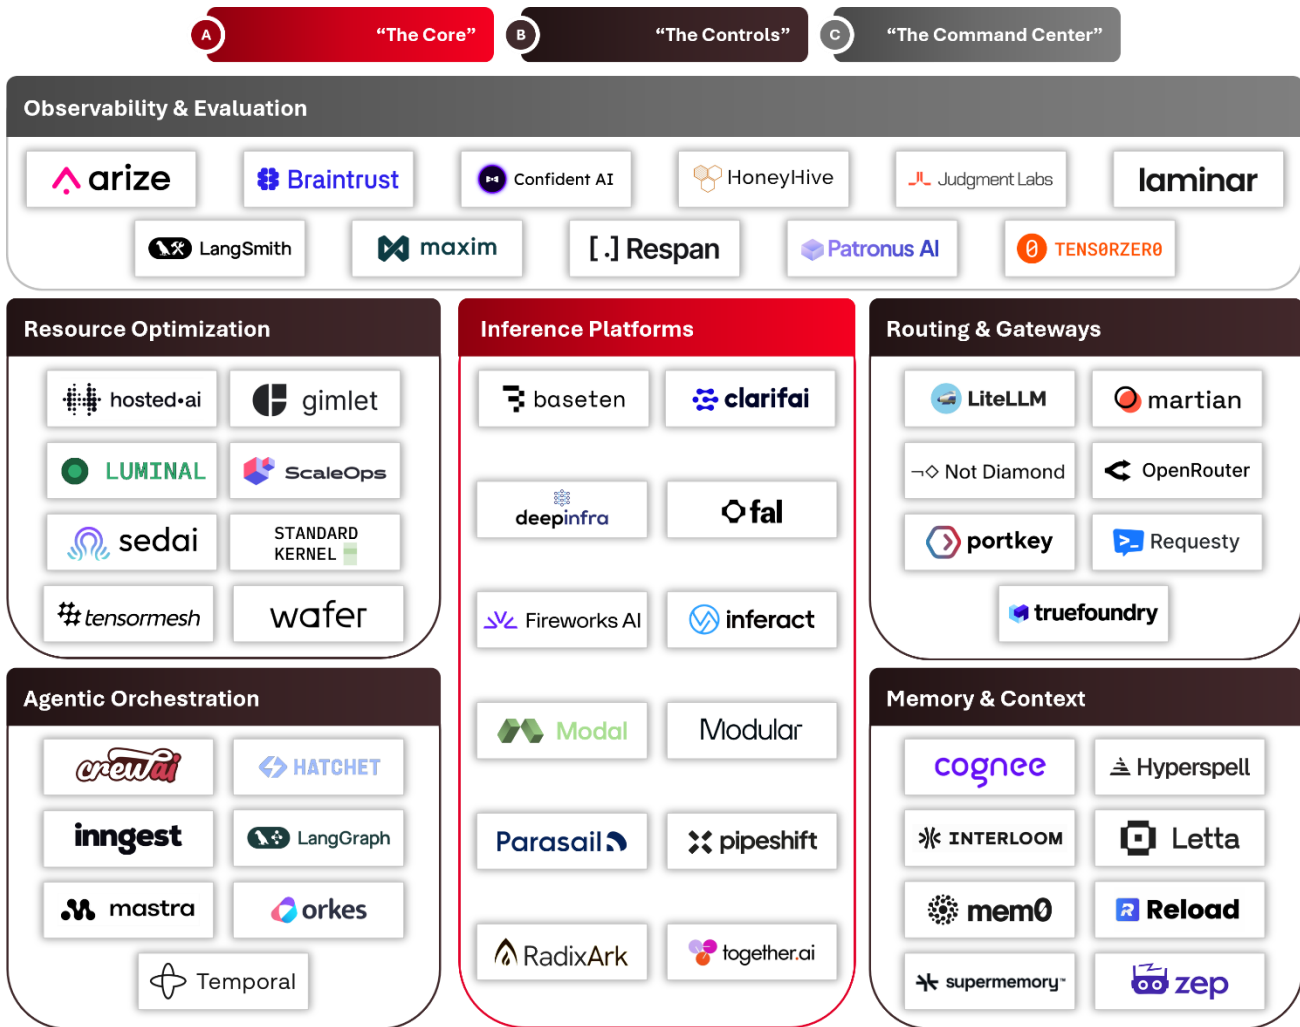 A "The Core" B "The Controls" C "The Command Center"
Observability & Evaluation
arize Braintrust Confident AI HoneyHive Judgment Labs laminar
LangSmith maxim [.] Respan Patronus AI TENS0RZER0
Resource Optimization
hosted•ai gimlet
LUMINAL ScaleOps
sedai STANDARD
KERNEL
tensormesh wafer
Inference Platforms
baseten clarifai
deepinfra fal
Fireworks AI inferact
Modal Modular
Parasail pipeshift
RadixArk together.ai
Routing & Gateways
LiteLLM martian
¬◇ Not Diamond OpenRouter
portkey Requesty
truefoundry
Agentic Orchestration
crewai HATCHET
inngest LangGraph
mastra orkes
Temporal
Memory & Context
cognee Hyperspell
INTERLOOM Letta
mem0 Reload
supermemory™ zep